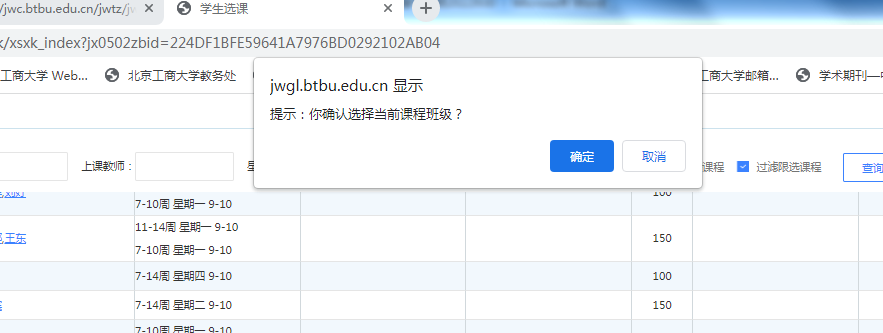 /jwc.btbu.edu.cn/jwtz/j
学生选课
k/xsxk_index?jx0502zbid=224DF1BFE59641A7976BD0292102AB04
工商大学 Web...
北京工商大学教务处
工商大学邮箱...
学术期刊—中
jwgl.btbu.edu.cn 显示
提示：你确认选择当前课程班级？
确定
取消
上课教师：
课程
过滤限选课程
查询
7-10周 星期一 9-10
100
11-14周 星期一 9-10
王东
7-10周 星期一 9-10
150
7-14周 星期四 9-10
100
7-14周 星期二 9-10
150
7-10周 星期一 9-10